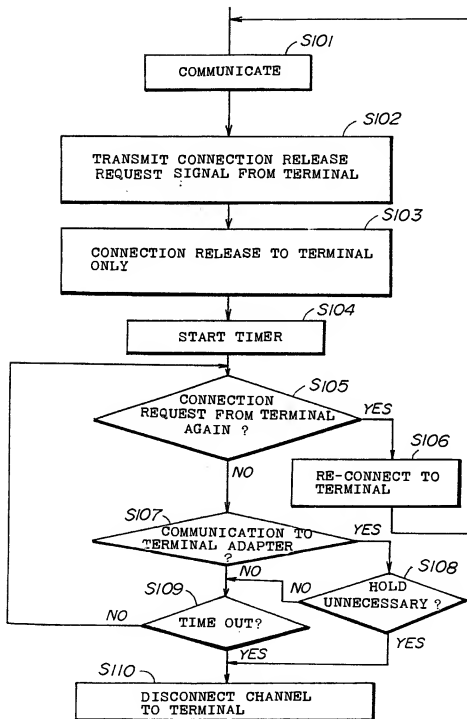 S101
COMMUNICATE
S102
TRANSMIT CONNECTION RELEASE
REQUEST SIGNAL FROM TERMINAL
S103
CONNECTION RELEASE TO TERMINAL
ONLY
S104
START TIMER
S105
CONNECTION
REQUEST FROM TERMINAL
AGAIN ?
YES
NO
S106
RE-CONNECT TO
TERMINAL
S107
COMMUNICATION TO
TERMINAL ADAPTER
?
YES
NO
S108
HOLD
UNNECESSARY ?
NO
YES
S109
TIME OUT?
NO
YES
S110
DISCONNECT CHANNEL
TO TERMINAL